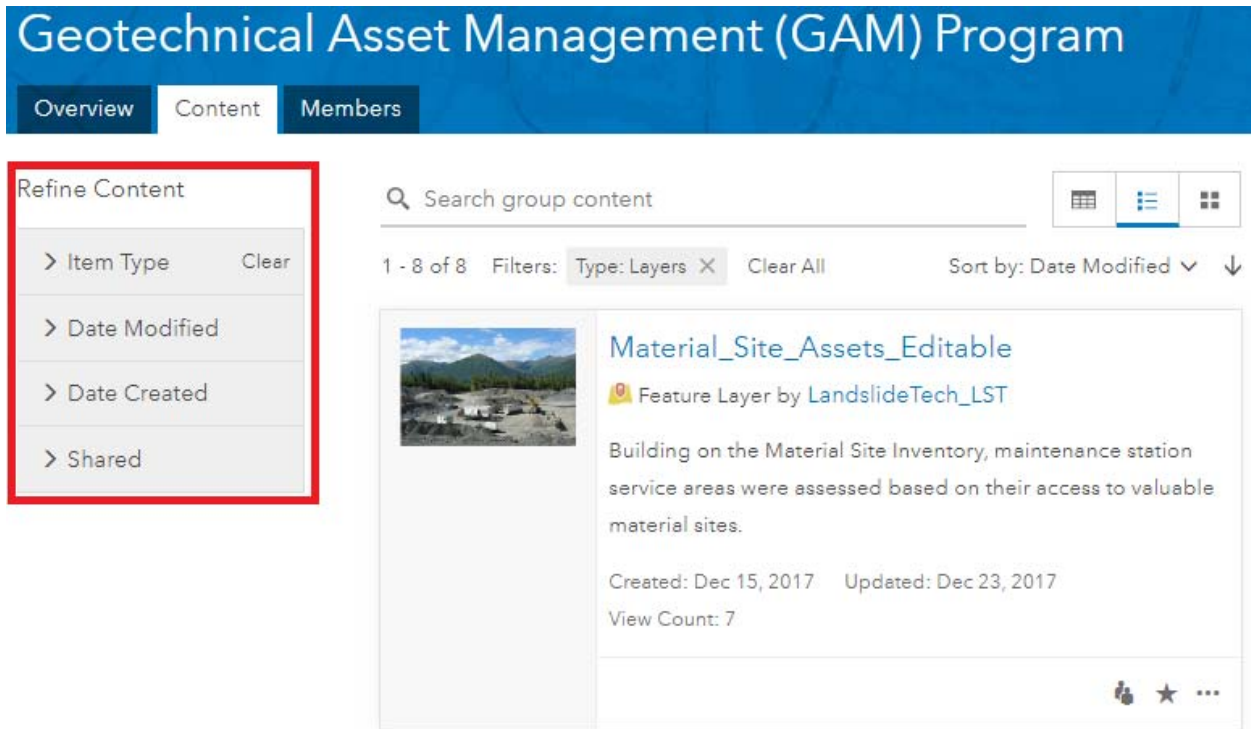 Geotechnical Asset Management (GAM) Program
Overview Content Members
Refine Content
Item Type Clear
Date Modified
Date Created
Shared
Search group content
1 - 8 of 8 Filters: Type: Layers × Clear All Sort by: Date Modified
Material_Site_Assets_Editable
Feature Layer by LandslideTech_LST
Building on the Material Site Inventory, maintenance station
service areas were assessed based on their access to valuable
material sites.
Created: Dec 15, 2017 Updated: Dec 23, 2017
View Count: 7